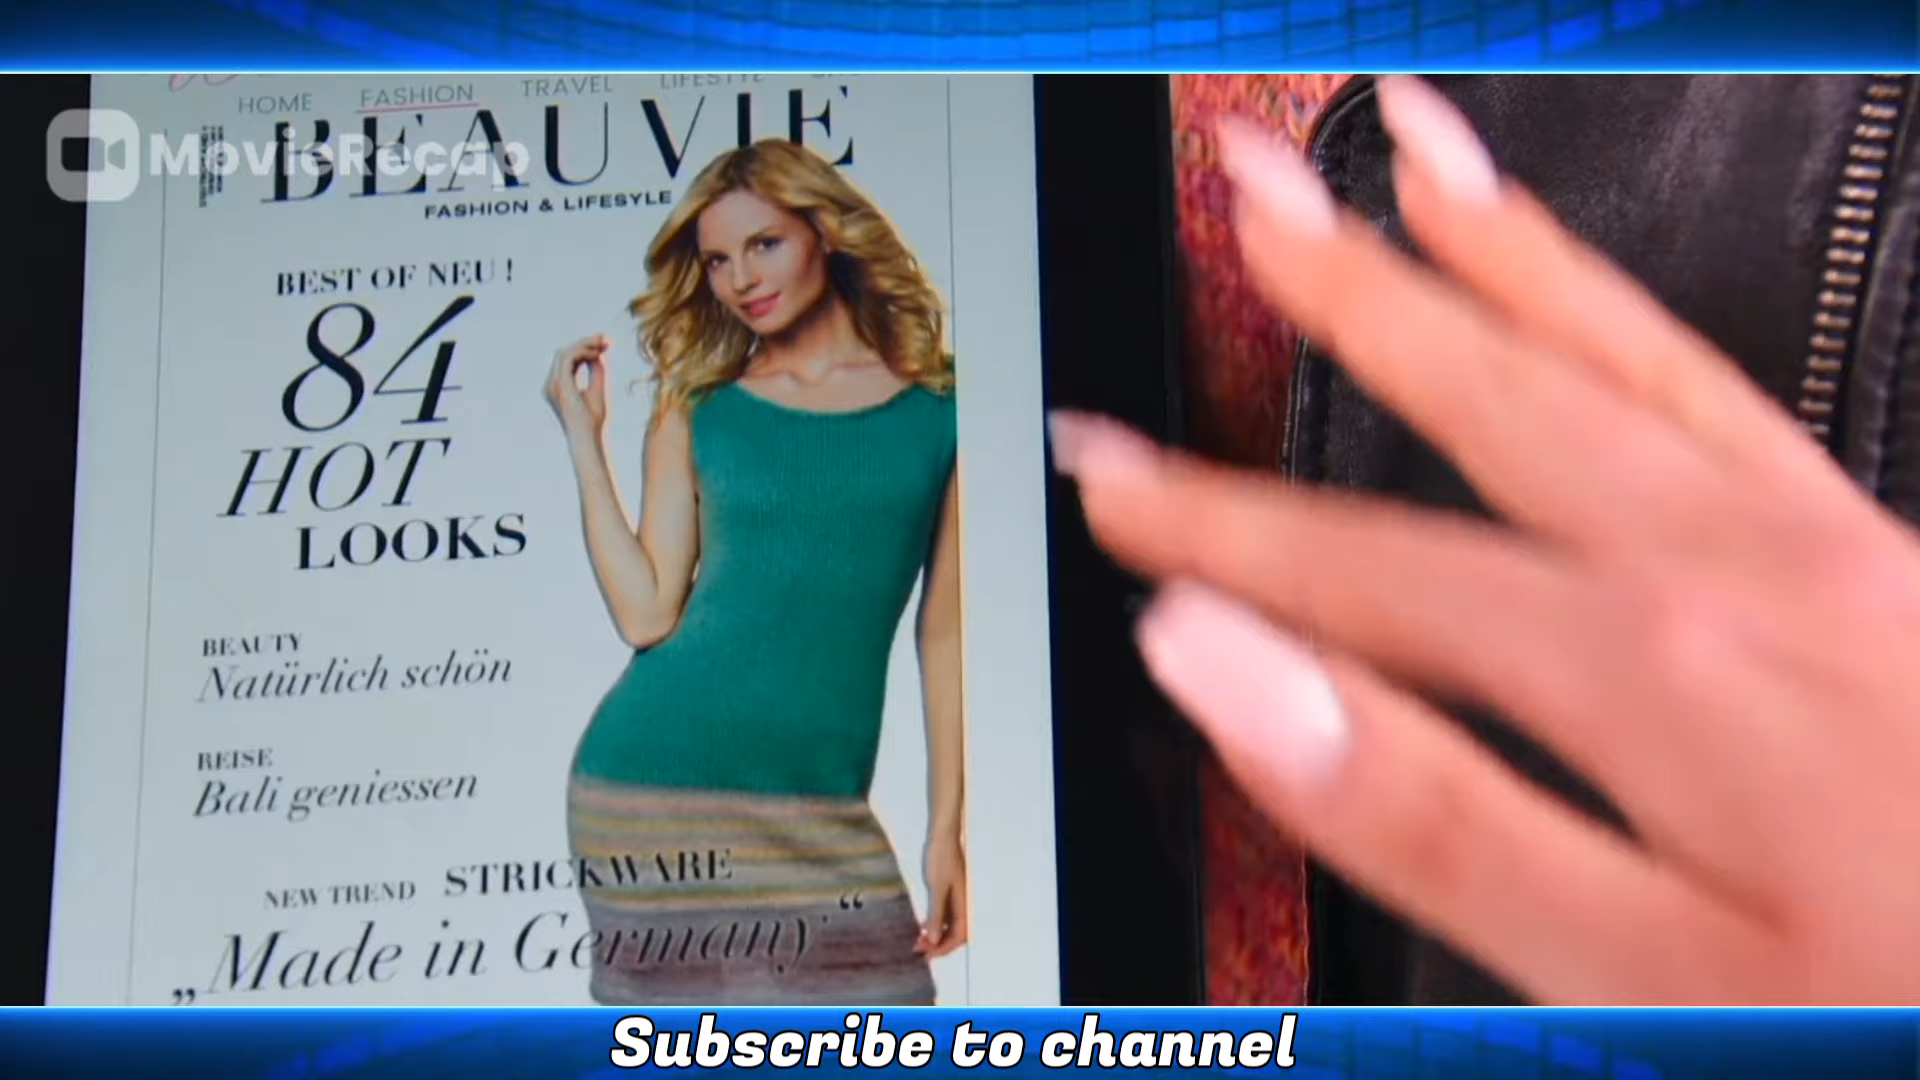 HOME FASHION TRAVEL LIFESTYLE
BEAUVIE
MovieRecap
FASHION & LIFESYLE
BEST OF NEU !
84
HOT
LOOKS
BEAUTY
Natürlich schön
REISE
Bali geniessen
NEW TREND STRICKWARE
„Made in Germany“
Subscribe to channel